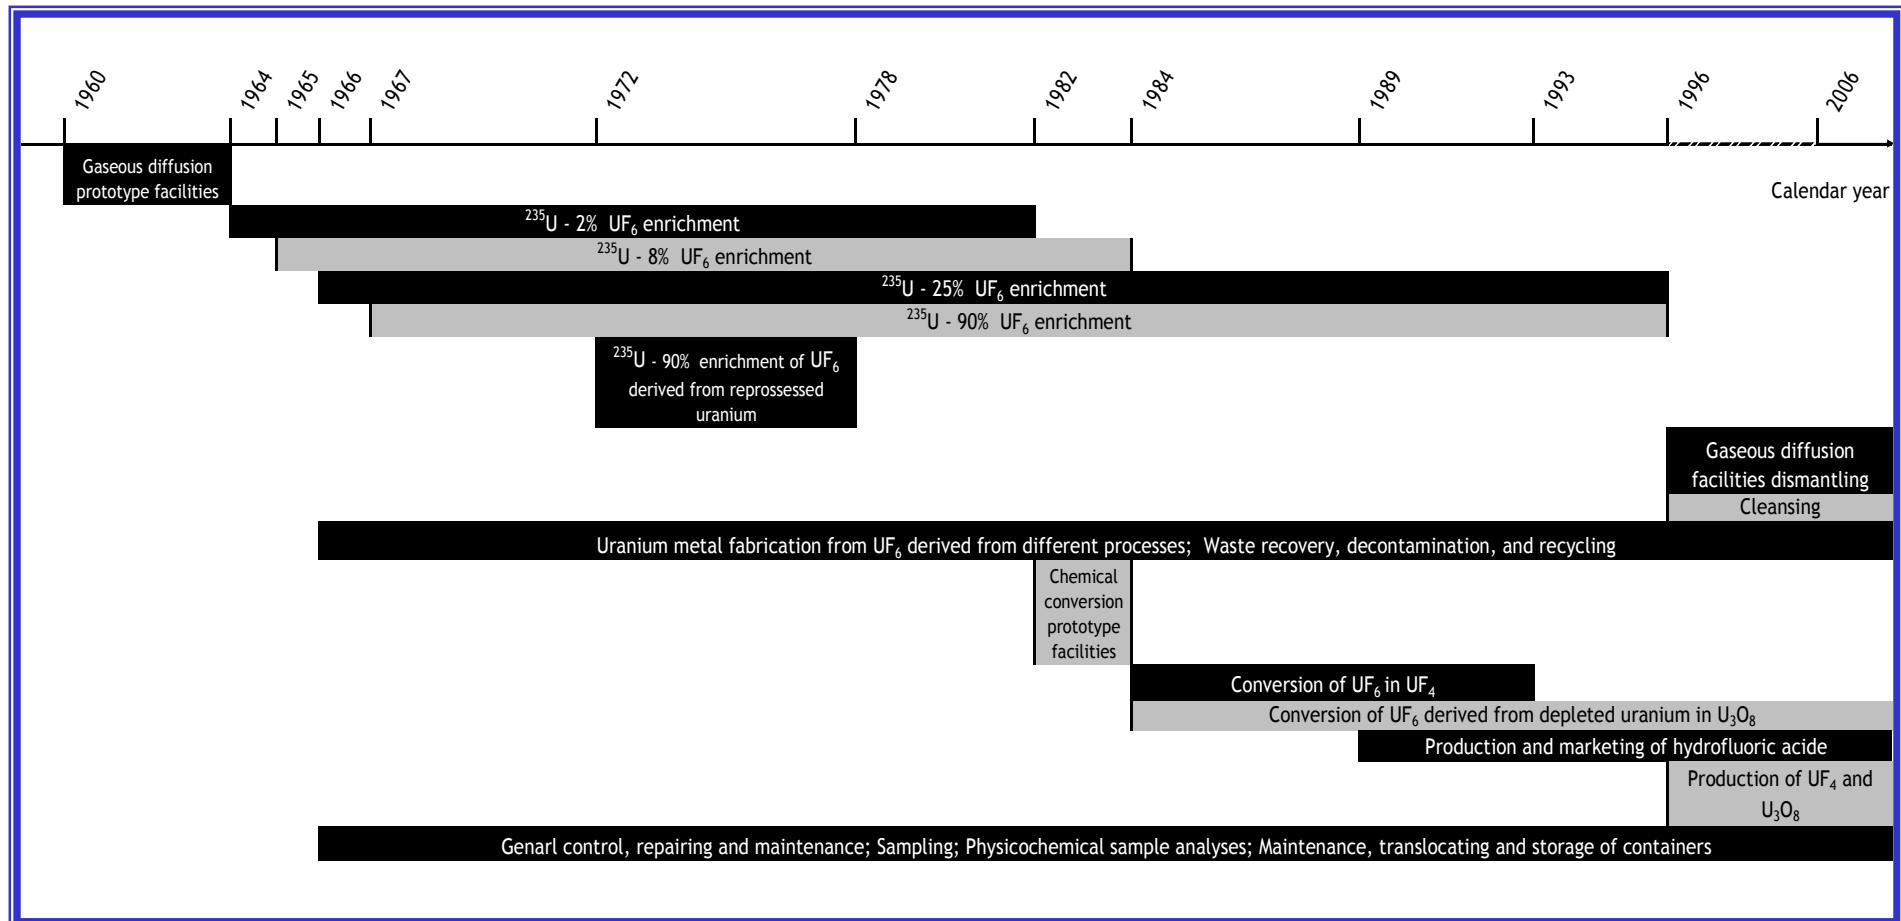 1960
1964
1965
1966
1967
1972
1978
1982
1984
1989
1993
1996
2006
Gaseous diffusion
prototype facilities
Calendar year
²³⁵U - 2% UF₆ enrichment
²³⁵U - 8% UF₆ enrichment
²³⁵U - 25% UF₆ enrichment
²³⁵U - 90% UF₆ enrichment
²³⁵U - 90% enrichment of UF₆
derived from reprossessed
uranium
Gaseous diffusion
facilities dismantling
Cleansing
Uranium metal fabrication from UF₆ derived from different processes; Waste recovery, decontamination, and recycling
Chemical
conversion
prototype
facilities
Conversion of UF₆ in UF₄
Conversion of UF₆ derived from depleted uranium in U₃O₈
Production and marketing of hydrofluoric acide
Production of UF₄ and
U₃O₈
Genarl control, repairing and maintenance; Sampling; Physicochemical sample analyses; Maintenance, translocating and storage of containers